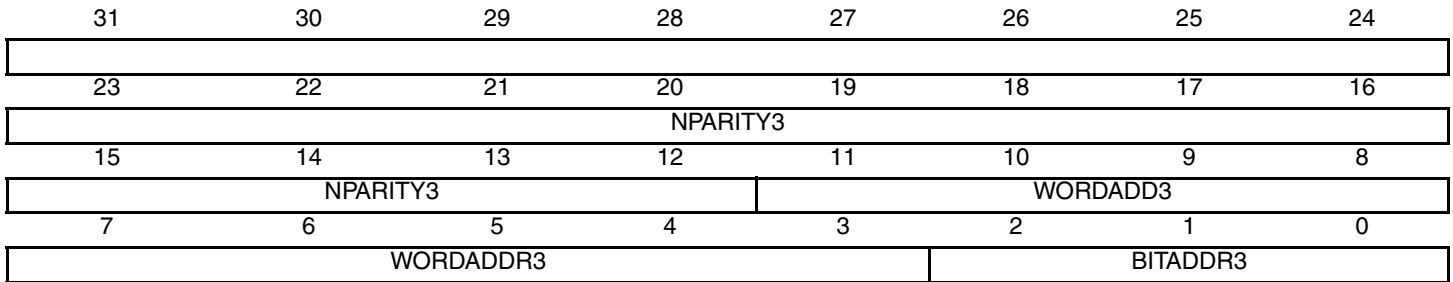 31 30 29 28 27 26 25 24
23 22 21 20 19 18 17 16
NPARITY3
15 14 13 12 11 10 9 8
NPARITY3 WORDADD3
7 6 5 4 3 2 1 0
WORDADDR3 BITADDR3